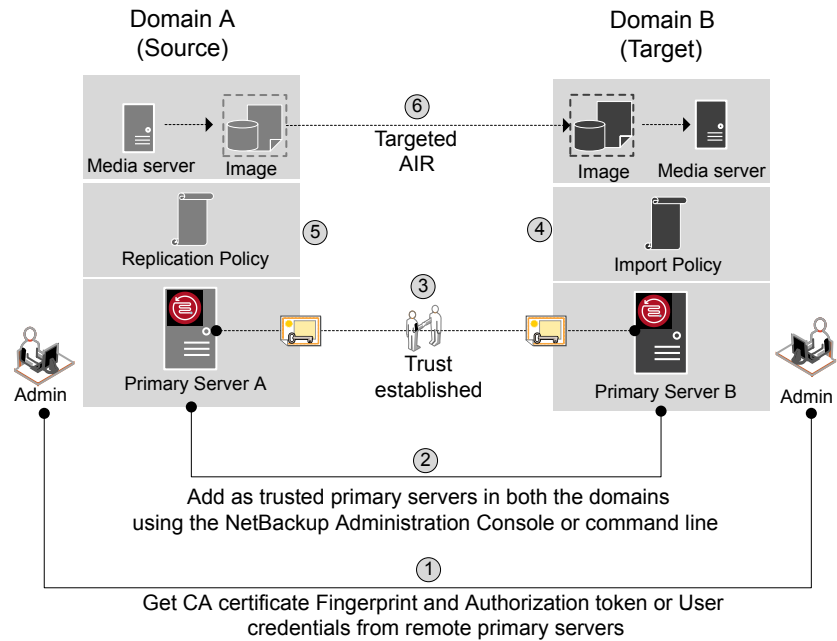 Domain A
(Source)
Domain B
(Target)
6
Targeted
AIR
Media server
Image
Image
Media server
5
4
Replication Policy
Import Policy
3
Trust
established
Admin
Primary Server A
Primary Server B
Admin
2
Add as trusted primary servers in both the domains
using the NetBackup Administration Console or command line
1
Get CA certificate Fingerprint and Authorization token or User
credentials from remote primary servers